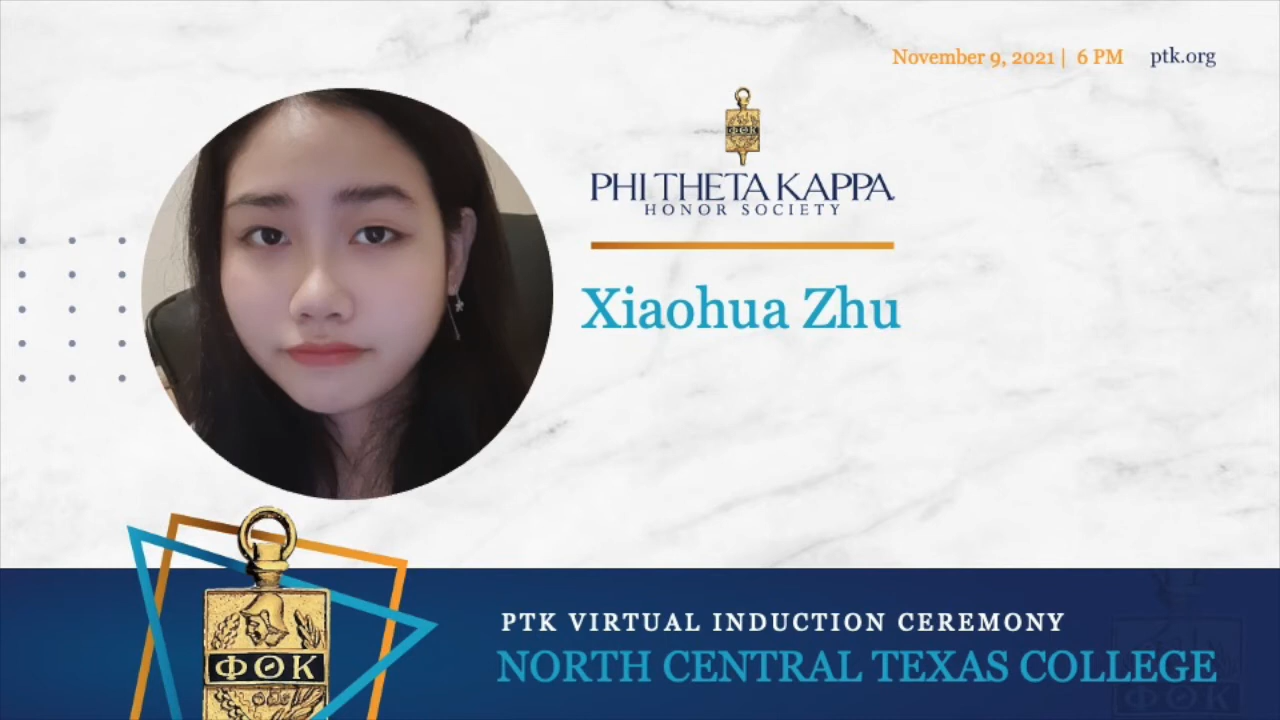 November 9, 2021 | 6 PM ptk.org
ΦΘΚ
PHI THETA KAPPA
HONOR SOCIETY
Xiaohua Zhu
PTK VIRTUAL INDUCTION CEREMONY
NORTH CENTRAL TEXAS COLLEGE
ΦΘΚ
ΦΘΚ